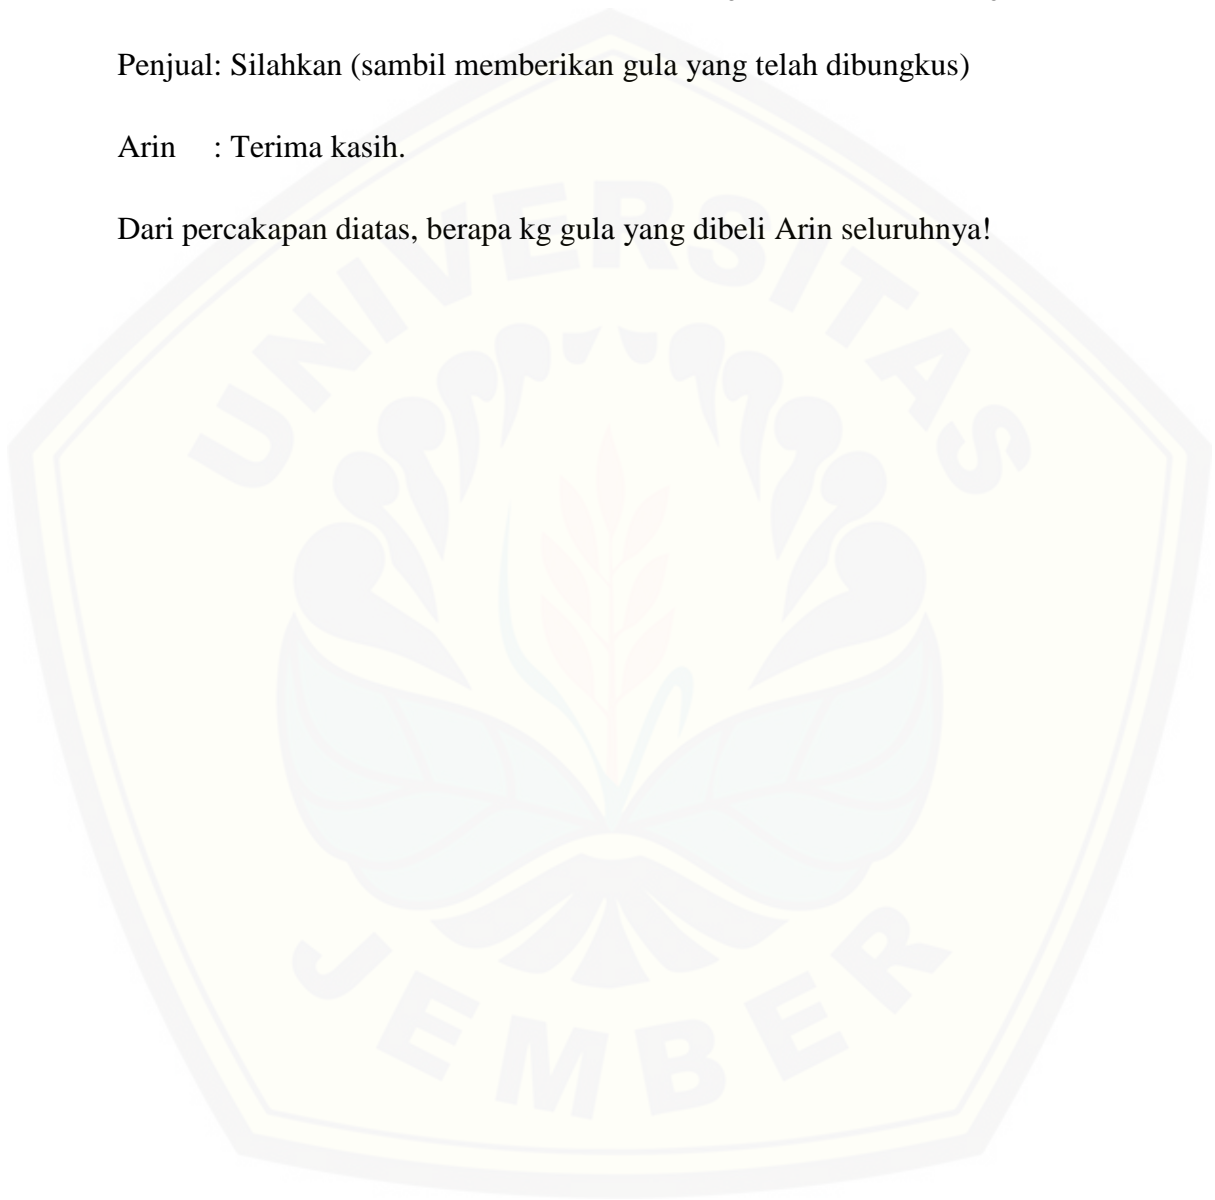 Penjual: Silahkan (sambil memberikan gula yang telah dibungkus)
Arin : Terima kasih.
Dari percakapan diatas, berapa kg gula yang dibeli Arin seluruhnya!
UNIVERSITAS
JEMBER